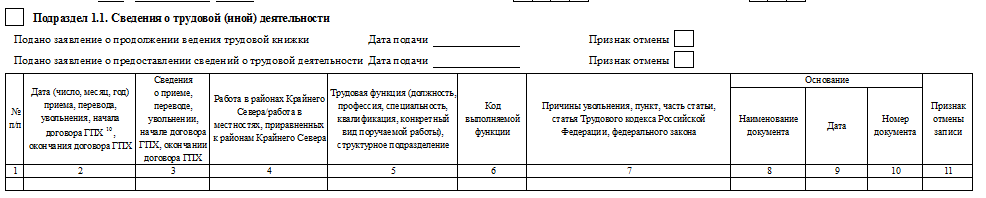 Подраздел 1.1. Сведения о трудовой (иной) деятельности
Подано заявление о продолжении ведения трудовой книжки Дата подачи Признак отмены
Подано заявление о предоставлении сведений о трудовой деятельности Дата подачи Признак отмены
№
п/п
Дата (число, месяц, год)
приема, перевода,
увольнения, начала
договора ГПХ 10,
окончания договора ГПХ
Сведения
о приеме,
переводе,
увольнении,
начале договора
ГПХ, окончании
договора ГПХ
Работа в районах Крайнего
Севера/работа в
местностях, приравненных
к районам Крайнего Севера
Трудовая функция (должность,
профессия, специальность,
квалификация, конкретный
вид поручаемой работы),
структурное подразделение
Код
выполняемой
функции
Причины увольнения, пункт, часть статьи,
статья Трудового кодекса Российской
Федерации, федерального закона
Основание
Наименование
документа
Дата
Номер
документа
Признак
отмены
записи
1 2 3 4 5 6 7 8 9 10 11